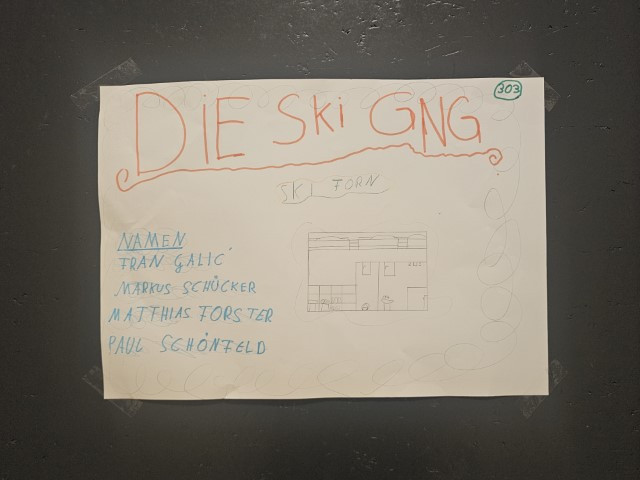 303
DIE SKi GNG
SKI FORN
NAMEN
FRAN GALIĆ
MARKUS SCHÜCKER
MATTHIAS FORSTER
PAUL SCHÖNFELD